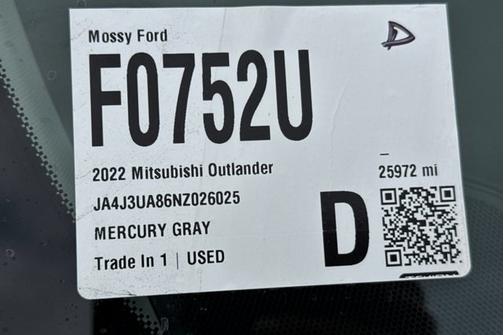 Mossy Ford
F0752U
2022 Mitsubishi Outlander
25972 mi
JA4J3UA86NZ026025
MERCURY GRAY
D
Trade In 1 | USED